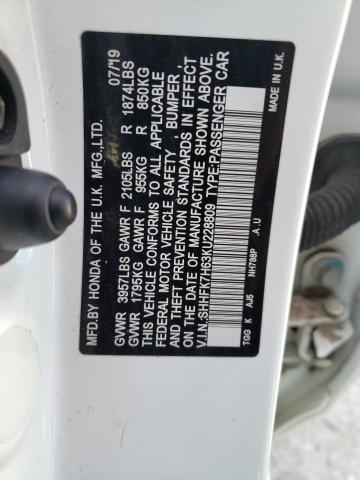 MFD.BY HONDA OF THE U.K. MFG.,LTD. 07/19
GVWR 3957LBS GAWR F 2105LBS R 1874LBS
GVWR 1795KG GAWR F 955KG R 850KG
THIS VEHICLE CONFORMS TO ALL APPLICABLE
FEDERAL MOTOR VEHICLE SAFETY , BUMPER ,
AND THEFT PREVENTION STANDARDS IN EFFECT
ON THE DATE OF MANUFACTURE SHOWN ABOVE.
V.I.N.:SHHFK7H63KU228809 TYPE:PASSENGER CAR
NH788P MADE IN U.K.
TGG K AJ5 A.U